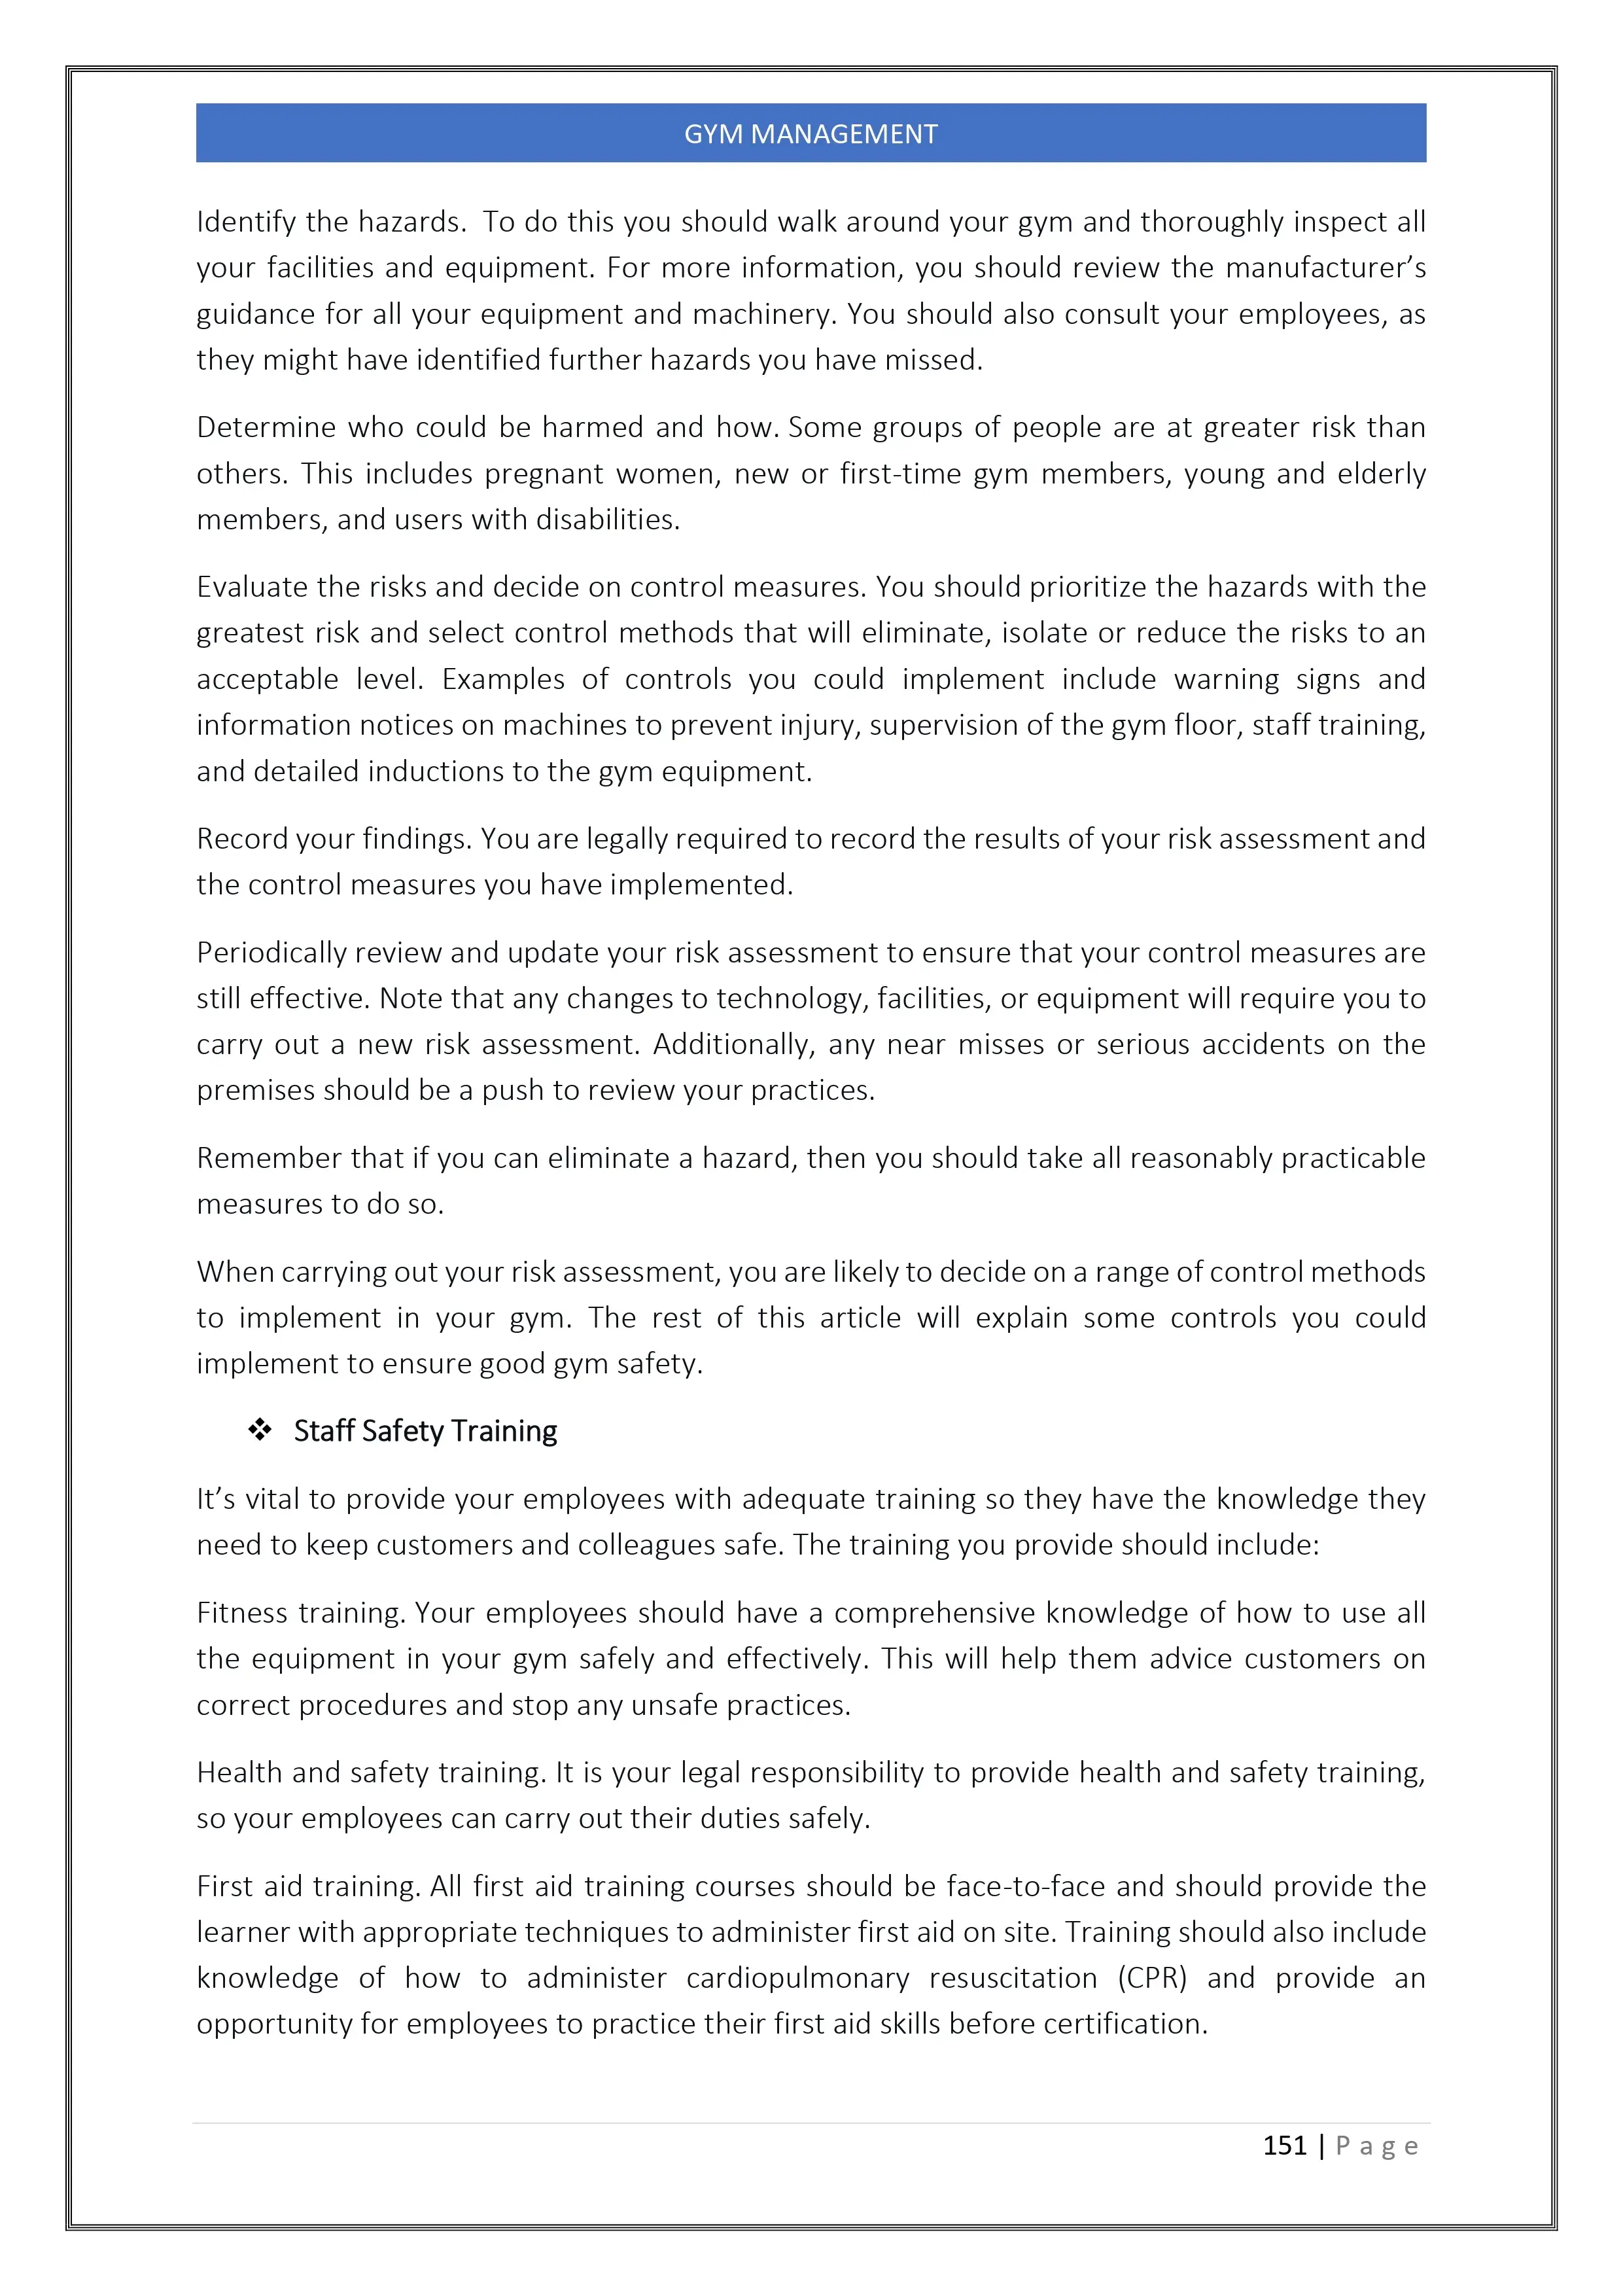 GYM MANAGEMENT
Identify the hazards.  To do this you should walk around your gym and thoroughly inspect all
your facilities and equipment. For more information, you should review the manufacturer’s
guidance for all your equipment and machinery. You should also consult your employees, as
they might have identified further hazards you have missed.
Determine who could be harmed and how. Some groups of people are at greater risk than
others. This includes pregnant women, new or first-time gym members, young and elderly
members, and users with disabilities.
Evaluate the risks and decide on control measures. You should prioritize the hazards with the
greatest risk and select control methods that will eliminate, isolate or reduce the risks to an
acceptable level. Examples of controls you could implement include warning signs and
information notices on machines to prevent injury, supervision of the gym floor, staff training,
and detailed inductions to the gym equipment.
Record your findings. You are legally required to record the results of your risk assessment and
the control measures you have implemented.
Periodically review and update your risk assessment to ensure that your control measures are
still effective. Note that any changes to technology, facilities, or equipment will require you to
carry out a new risk assessment. Additionally, any near misses or serious accidents on the
premises should be a push to review your practices.
Remember that if you can eliminate a hazard, then you should take all reasonably practicable
measures to do so.
When carrying out your risk assessment, you are likely to decide on a range of control methods
to implement in your gym. The rest of this article will explain some controls you could
implement to ensure good gym safety.
❖ Staff Safety Training
It’s vital to provide your employees with adequate training so they have the knowledge they
need to keep customers and colleagues safe. The training you provide should include:
Fitness training. Your employees should have a comprehensive knowledge of how to use all
the equipment in your gym safely and effectively. This will help them advice customers on
correct procedures and stop any unsafe practices.
Health and safety training. It is your legal responsibility to provide health and safety training,
so your employees can carry out their duties safely.
First aid training. All first aid training courses should be face-to-face and should provide the
learner with appropriate techniques to administer first aid on site. Training should also include
knowledge of how to administer cardiopulmonary resuscitation (CPR) and provide an
opportunity for employees to practice their first aid skills before certification.
151 | P a g e